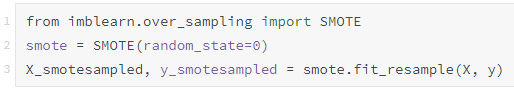 1 from imblearn.over_sampling import SMOTE
2 smote = SMOTE(random_state=0)
3 X_smotesampled, y_smotesampled = smote.fit_resample(X, y)